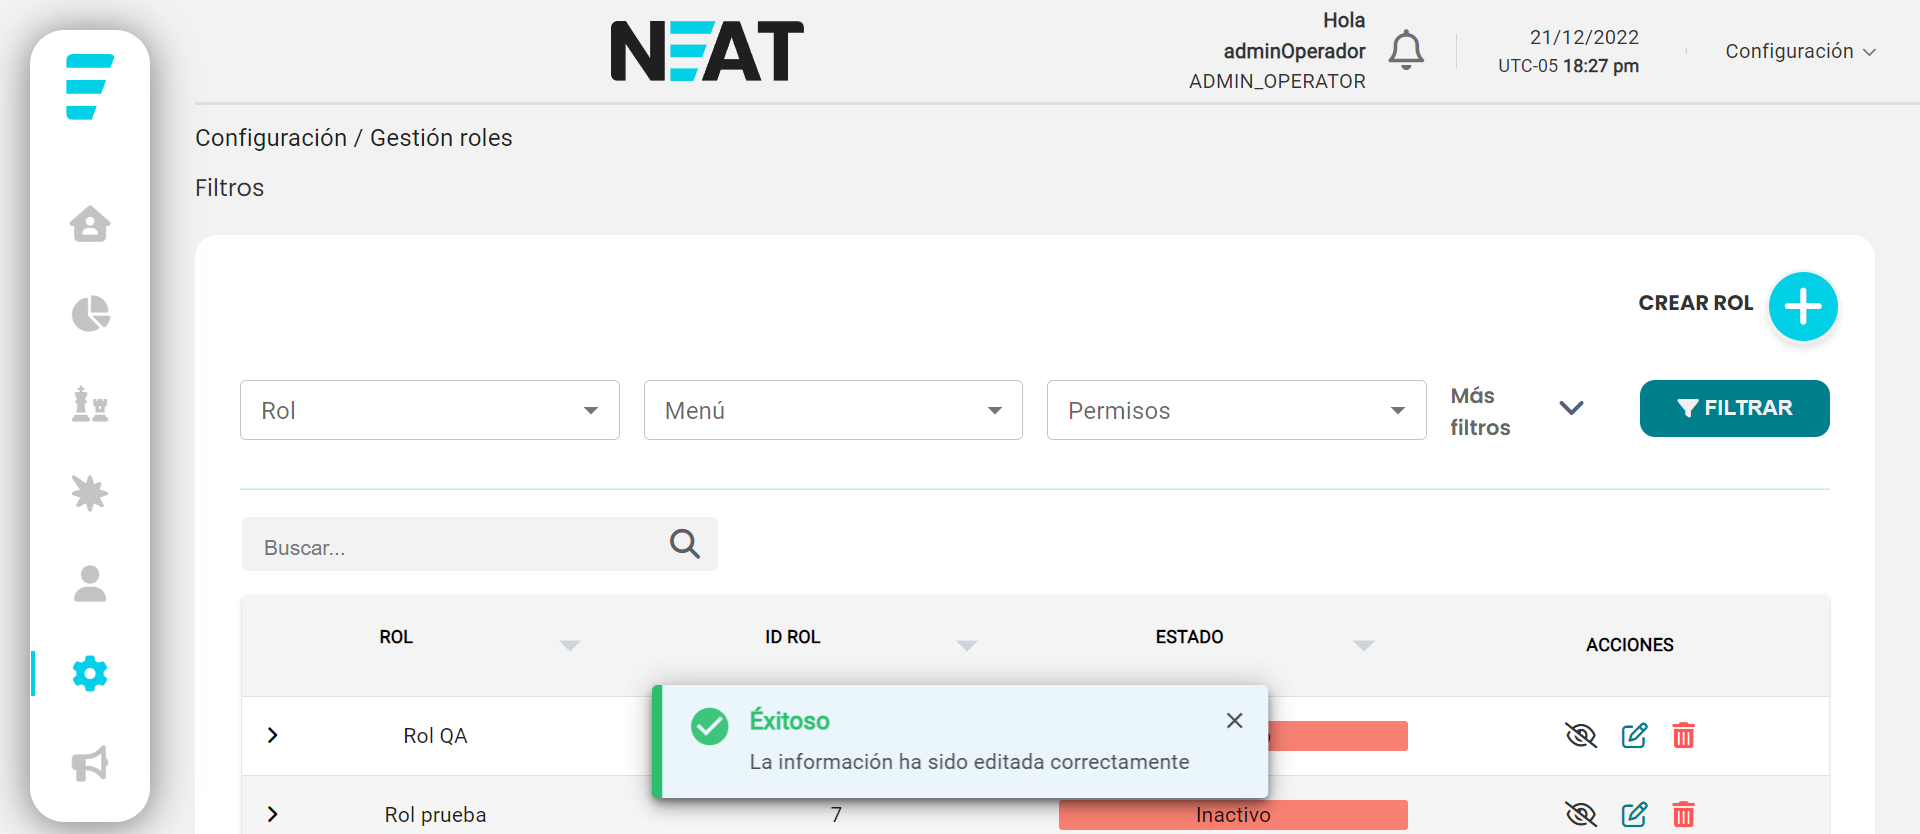 NEAT
Hola
adminOperador
ADMIN_OPERATOR
21/12/2022
UTC-05 18:27 pm
Configuración
Configuración / Gestión roles
Filtros
CREAR ROL
Rol
Menú
Permisos
Más
filtros
FILTRAR
Buscar...
ROL
ID ROL
ESTADO
ACCIONES
Rol QA
Éxitoso
La información ha sido editada correctamente
Rol prueba
7
Inactivo